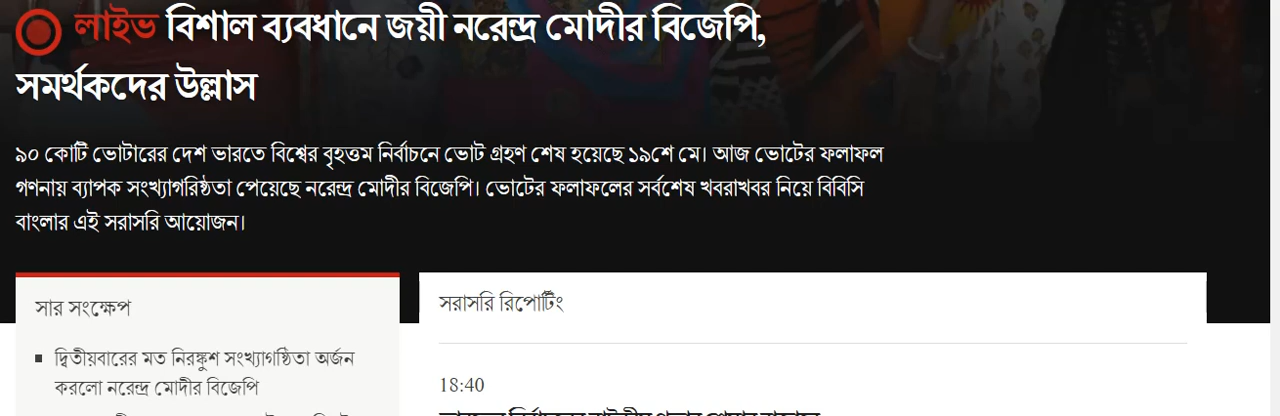 লাইভ বিশাল ব্যবধানে জয়ী নরেন্দ্র মোদীর বিজেপি,
সমর্থকদের উল্লাস
৯০ কোটি ভোটারের দেশ ভারতে বিশ্বের বৃহত্তম নির্বাচনে ভোট গ্রহণ শেষ হয়েছে ১৯শে মে। আজ ভোটের ফলাফল
গণনায় ব্যাপক সংখ্যাগরিষ্ঠতা পেয়েছে নরেন্দ্র মোদীর বিজেপি। ভোটের ফলাফলের সর্বশেষ খবরাখবর নিয়ে বিবিসি
বাংলার এই সরাসরি আয়োজন।
সার সংক্ষেপ
দ্বিতীয়বারের মত নিরঙ্কুশ সংখ্যাগষ্ঠিতা অর্জন
করলো নরেন্দ্র মোদীর বিজেপি
সরাসরি রিপোর্টিং
18:40